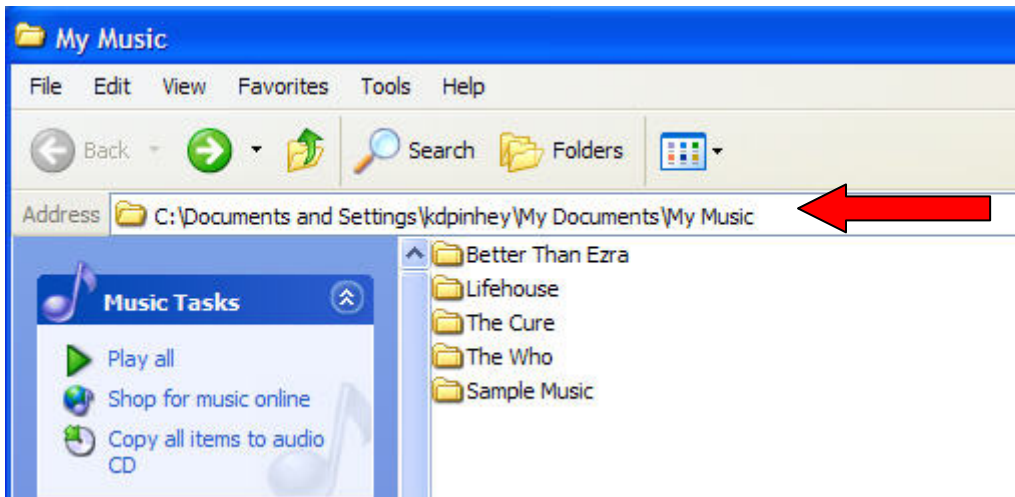 My Music
File Edit View Favorites Tools Help
Back Search Folders
Address C:\Documents and Settings\kdpinhey\My Documents\My Music
Music Tasks
Play all
Shop for music online
Copy all items to audio
CD
Better Than Ezra
Lifehouse
The Cure
The Who
Sample Music